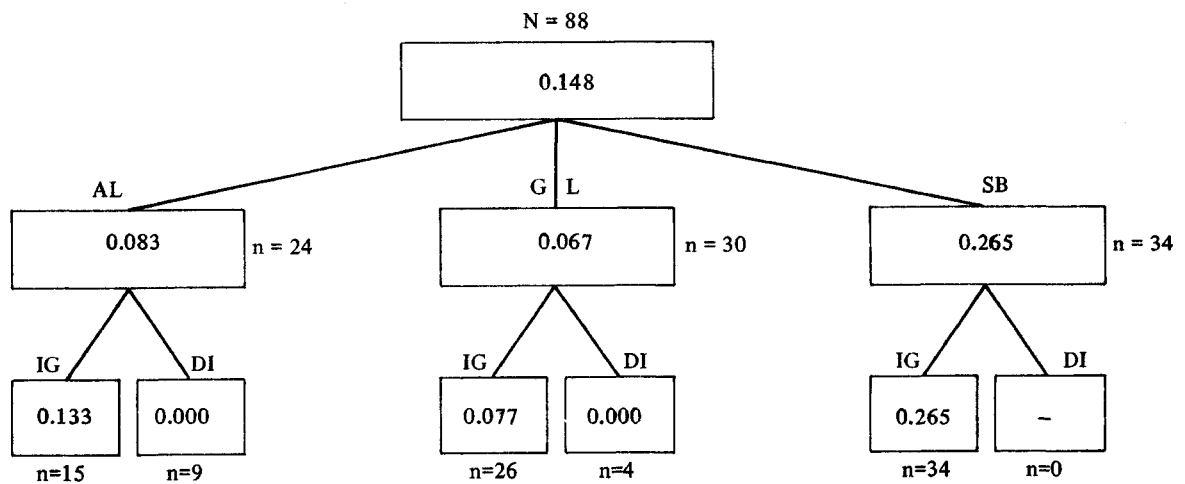 N = 88
0.148
AL G L SB
0.083 n = 24 0.067 n = 30 0.265 n = 34
IG DI IG DI IG DI
0.133 0.000 0.077 0.000 0.265 –
n=15 n=9 n=26 n=4 n=34 n=0